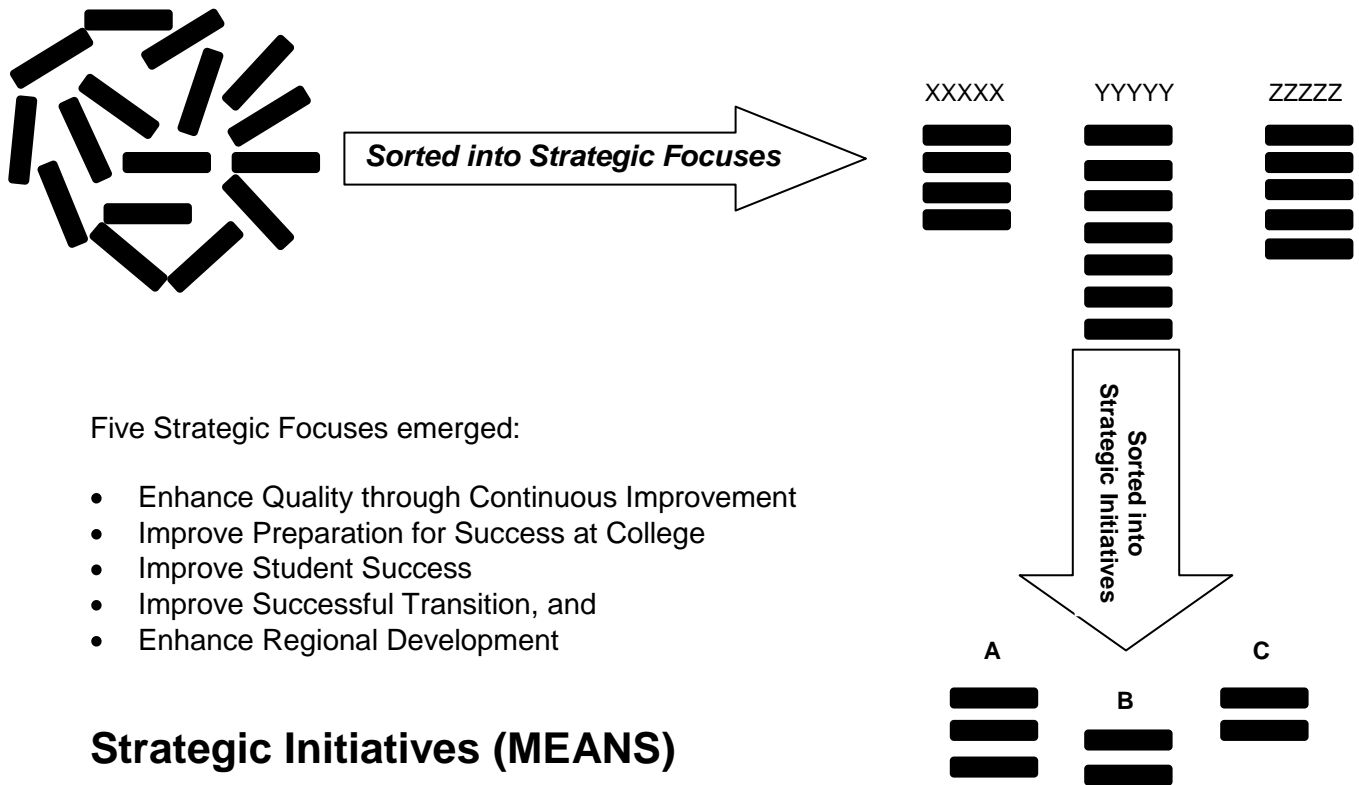 XXXXX YYYYY ZZZZZ
Sorted into Strategic Focuses
Sorted into
Strategic Initiatives
Five Strategic Focuses emerged:
• Enhance Quality through Continuous Improvement
• Improve Preparation for Success at College
• Improve Student Success
• Improve Successful Transition, and
• Enhance Regional Development
A
B
C
Strategic Initiatives (MEANS)